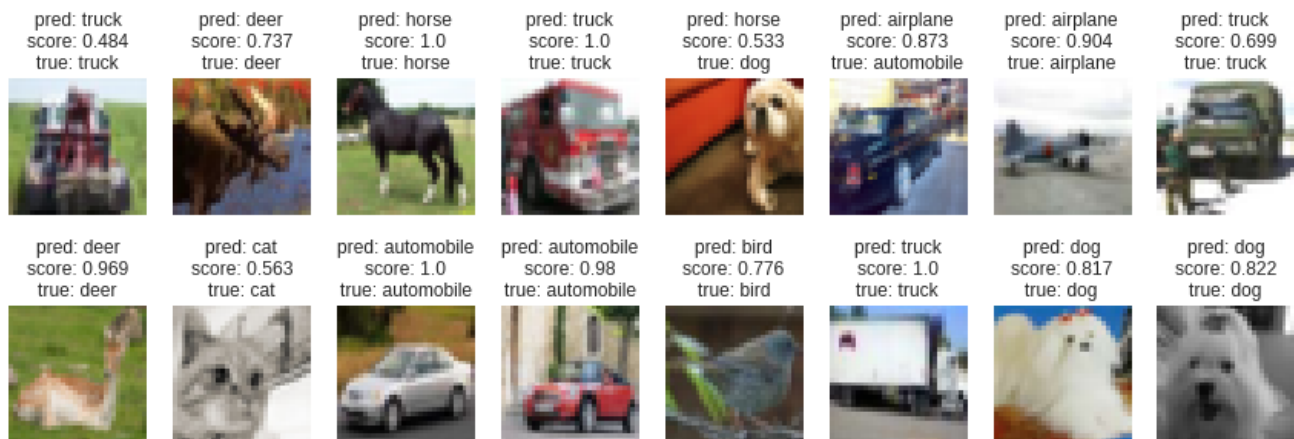 pred: truck
score: 0.484
true: truck
pred: deer
score: 0.737
true: deer
pred: horse
score: 1.0
true: horse
pred: truck
score: 1.0
true: truck
pred: horse
score: 0.533
true: dog
pred: airplane
score: 0.873
true: automobile
pred: airplane
score: 0.904
true: airplane
pred: truck
score: 0.699
true: truck
pred: deer
score: 0.969
true: deer
pred: cat
score: 0.563
true: cat
pred: automobile
score: 1.0
true: automobile
pred: automobile
score: 0.98
true: automobile
pred: bird
score: 0.776
true: bird
pred: truck
score: 1.0
true: truck
pred: dog
score: 0.817
true: dog
pred: dog
score: 0.822
true: dog